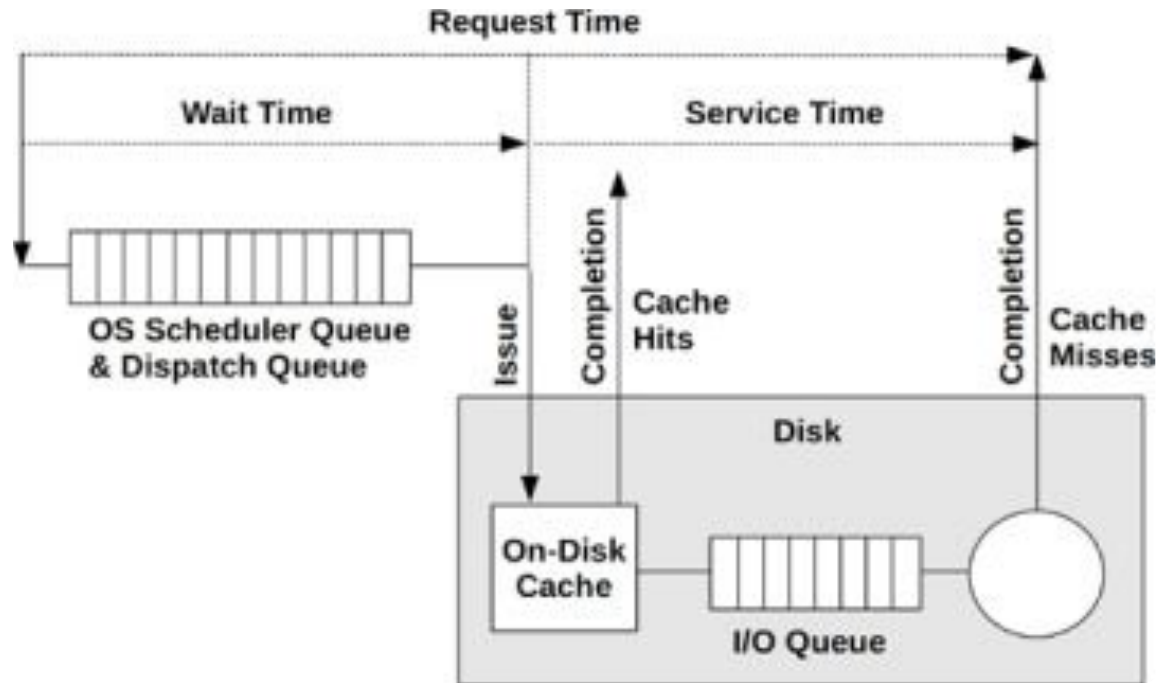 Request Time
Wait Time
Service Time
OS Scheduler Queue
& Dispatch Queue
Issue
Completion
Cache
Hits
Completion
Cache
Misses
Disk
On-Disk
Cache
I/O Queue